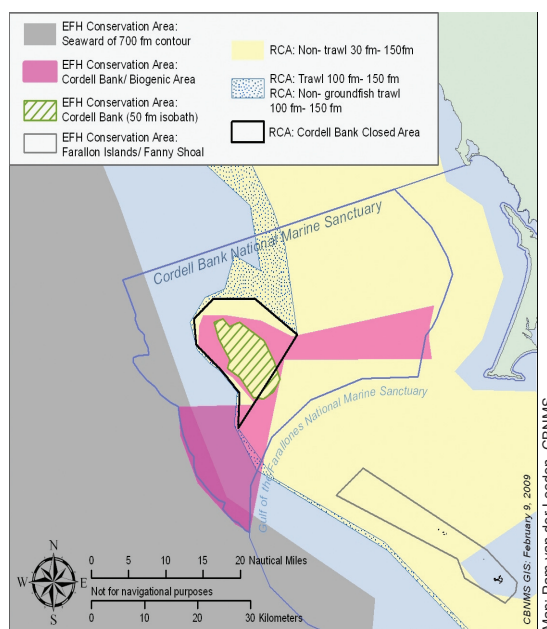 EFH Conservation Area:
Seaward of 700 fm contour
EFH Conservation Area:
Cordell Bank/ Biogenic Area
EFH Conservation Area:
Cordell Bank (50 fm isobath)
EFH Conservation Area:
Farallon Islands/ Fanny Shoal
RCA: Non- trawl 30 fm- 150fm
RCA: Trawl 100 fm- 150 fm
RCA: Non- groundfish trawl
100 fm- 150 fm
RCA: Cordell Bank Closed Area
Cordell Bank National Marine Sanctuary
Gulf of the Farallones National Marine Sanctuary
N
W E
S
0 10 20 Nautical Miles
Not for navigational purposes
0 10 20 30 Kilometers
CBNMS GIS: February 9, 2009
Map: Pam van der Leeden, CBNMS